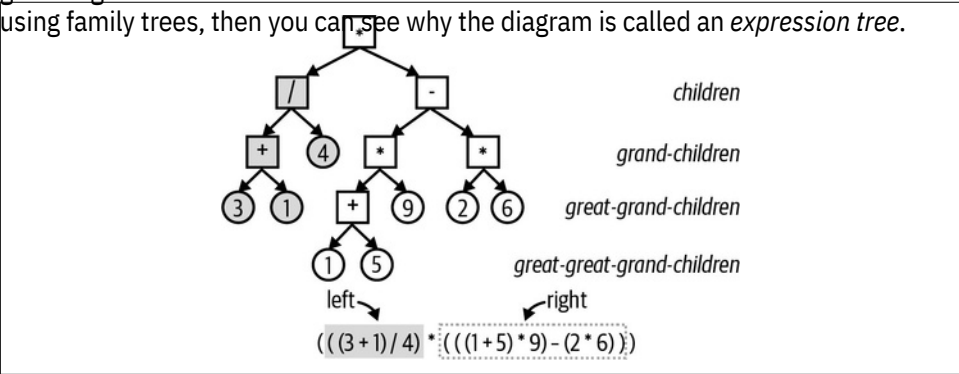 using family trees, then you can see why the diagram is called an expression tree.
*
/ - children
+ 4 * * grand-children
3 1 + 9 2 6 great-grand-children
1 5 great-great-grand-children
left right
(((3+1)/4) * (((1+5)*9)-(2*6)))